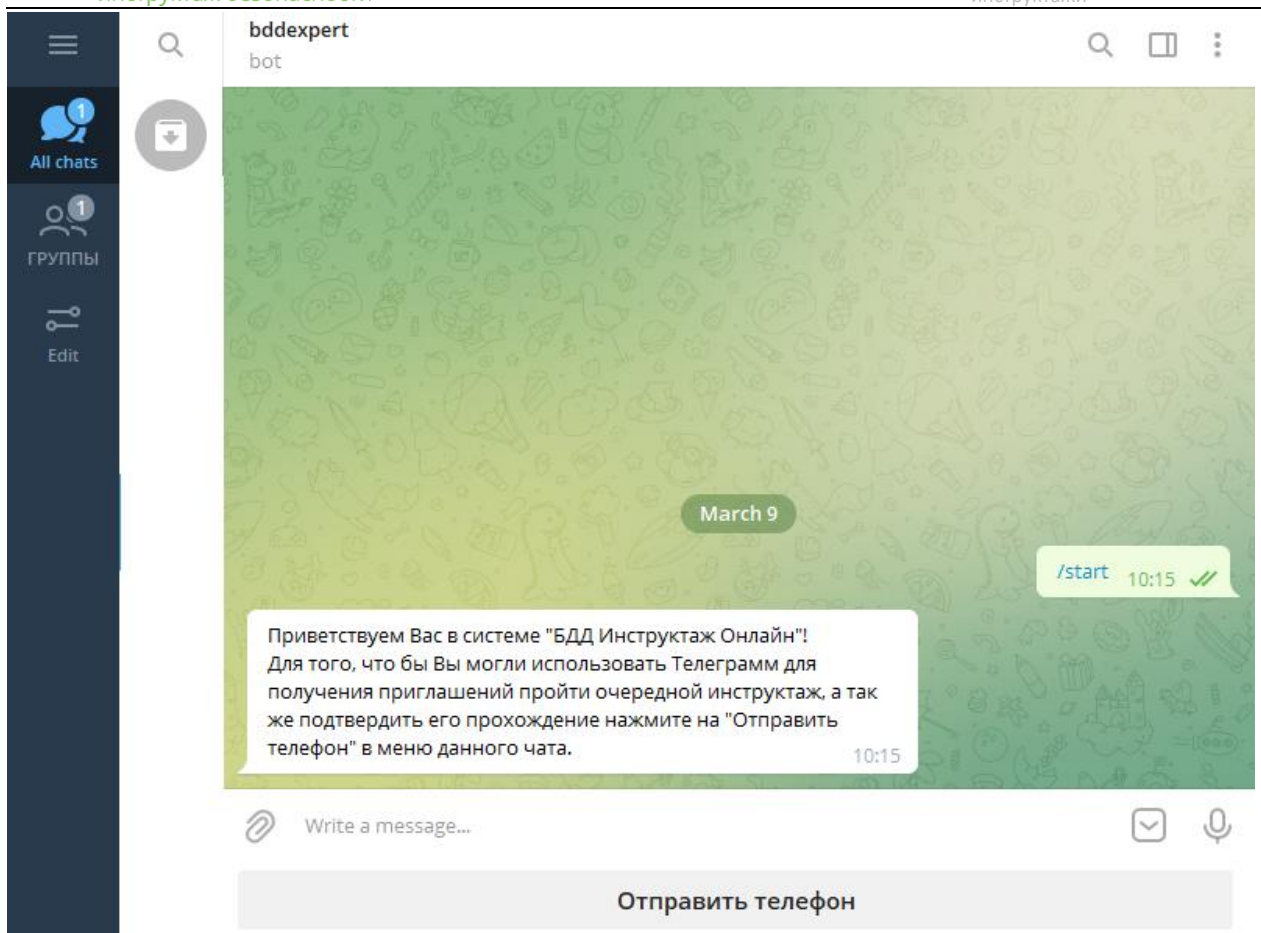 bddexpert
bot
All chats
1
ГРУППЫ
1
Edit
March 9
/start 10:15
Приветствуем Вас в системе "БДД Инструктаж Онлайн"!
Для того, что бы Вы могли использовать Телеграмм для
получения приглашений пройти очередной инструктаж, а так
же подтвердить его прохождение нажмите на "Отправить
телефон" в меню данного чата.
10:15
Write a message...
Отправить телефон